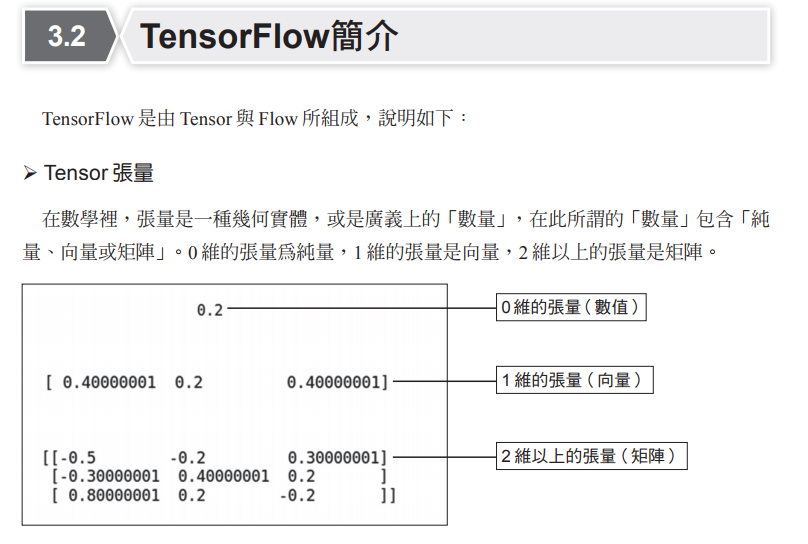 3.2 TensorFlow簡介
TensorFlow 是由 Tensor 與 Flow 所組成，說明如下：
➢ Tensor 張量
在數學裡，張量是一種幾何實體，或是廣義上的「數量」，在此所謂的「數量」包含「純
量、向量或矩陣」。0 維的張量爲純量，1 維的張量是向量，2 維以上的張量是矩陣。
0.2 0 維的張量（數值）
[ 0.40000001 0.2 0.40000001] 1 維的張量（向量）
[[-0.5 -0.2 0.30000001] 2 維以上的張量（矩陣）
[-0.30000001 0.40000001 0.2 ]
[ 0.80000001 0.2 -0.2 ]]